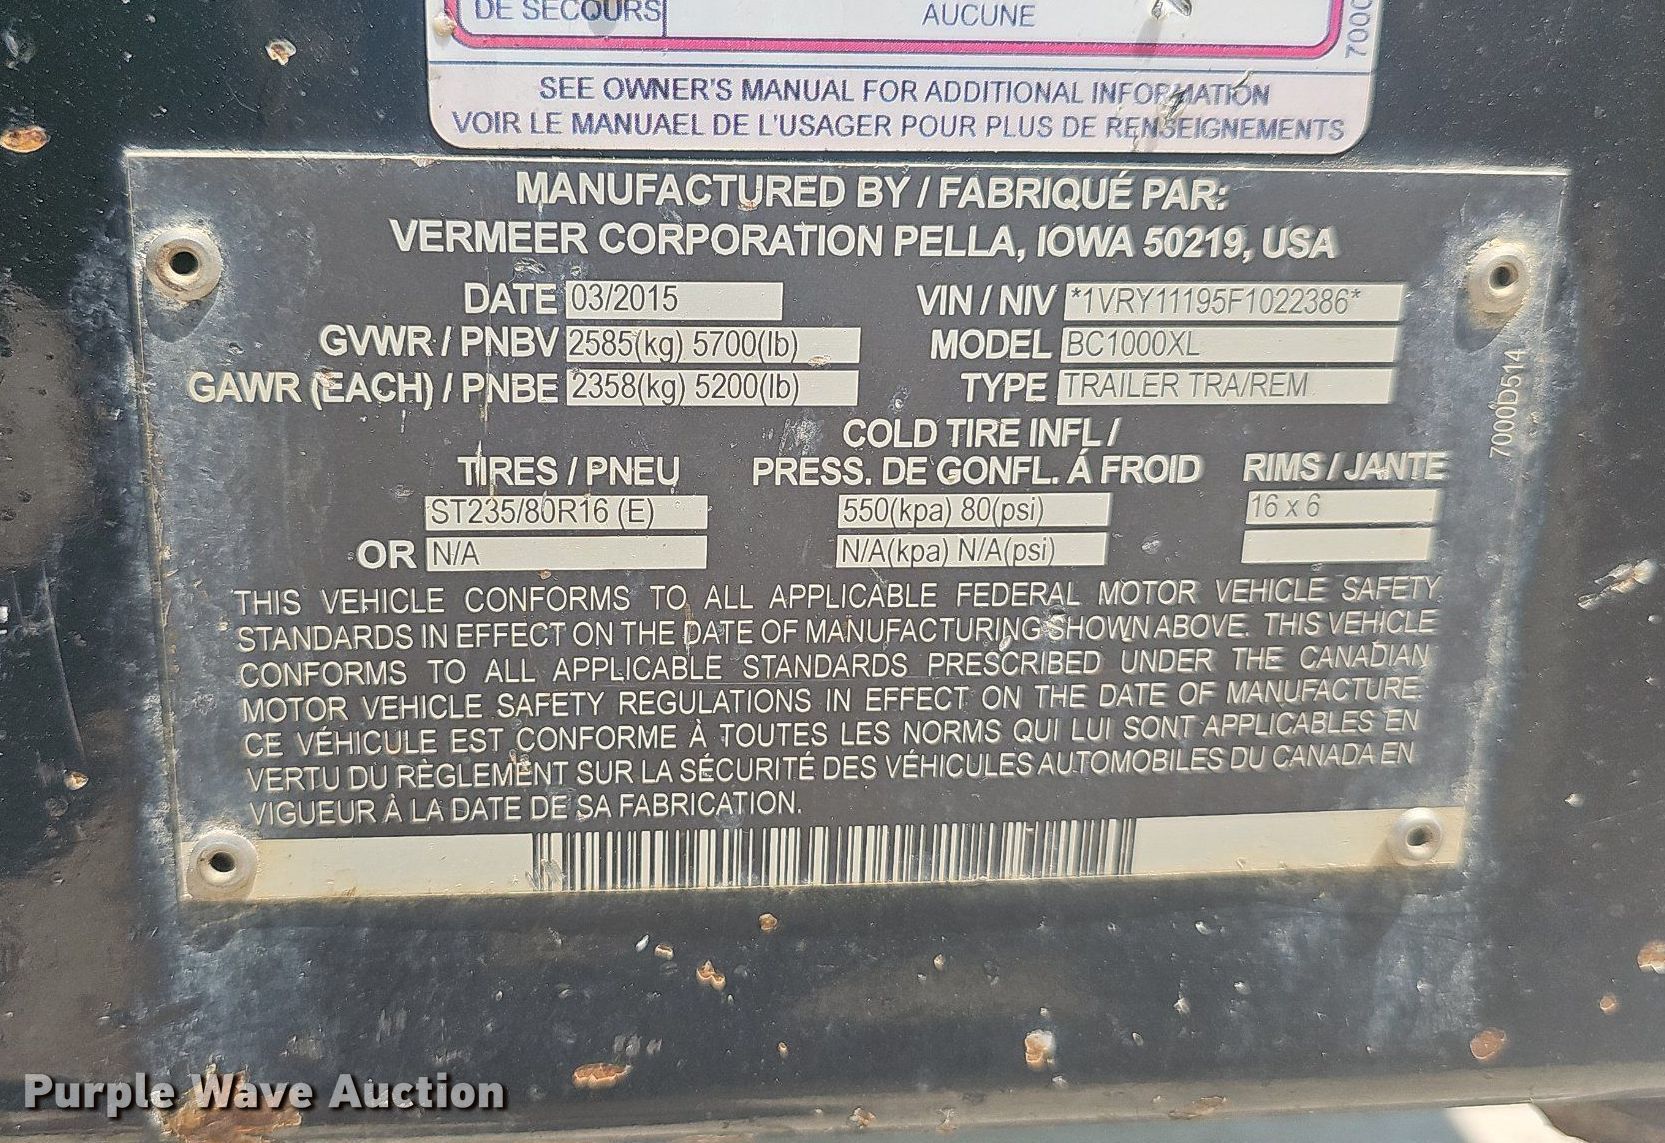 DE SECOURS AUCUNE
7000
SEE OWNER'S MANUAL FOR ADDITIONAL INFORMATION
VOIR LE MANUAEL DE L'USAGER POUR PLUS DE RENSEIGNEMENTS
MANUFACTURED BY / FABRIQUÉ PAR:
VERMEER CORPORATION PELLA, IOWA 50219, USA
DATE 03/2015 VIN / NIV *1VRY11195F1022386*
GVWR / PNBV 2585(kg) 5700(lb) MODEL BC1000XL
GAWR (EACH) / PNBE 2358(kg) 5200(lb) TYPE TRAILER TRA/REM
7000D514
COLD TIRE INFL /
TIRES / PNEU PRESS. DE GONFL. Á FROID RIMS / JANTE
ST235/80R16 (E) 550(kpa) 80(psi) 16 x 6
OR N/A N/A(kpa) N/A(psi)
THIS VEHICLE CONFORMS TO ALL APPLICABLE FEDERAL MOTOR VEHICLE SAFETY
STANDARDS IN EFFECT ON THE DATE OF MANUFACTURING SHOWN ABOVE. THIS VEHICLE
CONFORMS TO ALL APPLICABLE STANDARDS PRESCRIBED UNDER THE CANADIAN
MOTOR VEHICLE SAFETY REGULATIONS IN EFFECT ON THE DATE OF MANUFACTURE.
CE VÉHICULE EST CONFORME À TOUTES LES NORMS QUI LUI SONT APPLICABLES EN
VERTU DU RÈGLEMENT SUR LA SÉCURITÉ DES VÉHICULES AUTOMOBILES DU CANADA EN
VIGUEUR À LA DATE DE SA FABRICATION.
Purple Wave Auction